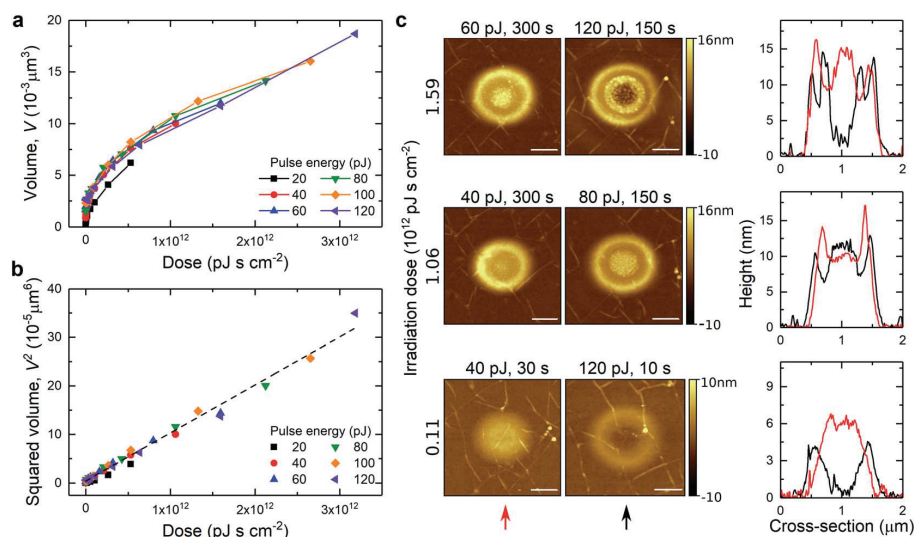 a
Volume, V (10⁻³μm³)
20
15
10
5
0
Pulse energy (pJ)
20 80
40 100
60 120
0 1x10¹² 2x10¹² 3x10¹²
Dose (pJ s cm⁻²)
b
Squared volume, V² (10⁻⁵μm⁶)
40
30
20
10
0
Pulse energy (pJ)
20 80
40 100
60 120
0 1x10¹² 2x10¹² 3x10¹²
Dose (pJ s cm⁻²)
c
Irradiation dose (10¹² pJ s cm⁻²)
1.59
60 pJ, 300 s 120 pJ, 150 s
16nm
-10
1.06
40 pJ, 300 s 80 pJ, 150 s
16nm
-10
0.11
40 pJ, 30 s 120 pJ, 10 s
10nm
-10
Height (nm)
15
10
5
0
0 1 2
15
10
5
0
0 1 2
9
6
3
0
0 1 2
Cross-section (μm)